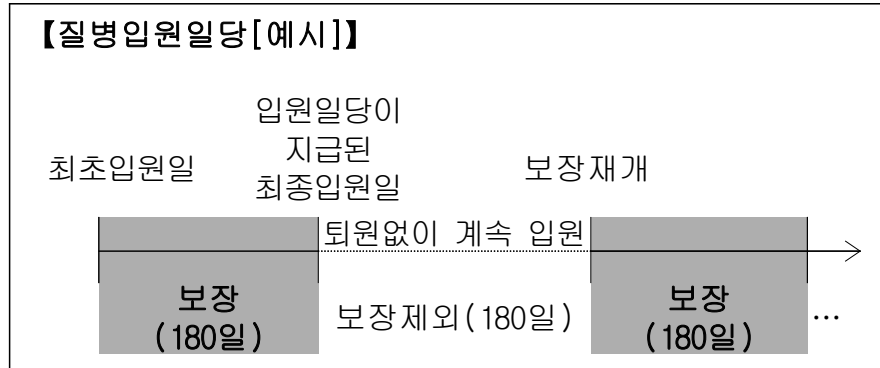 【질병입원일당[예시]】
입원일당이
지급된
최종입원일
최초입원일
보장재개
퇴원없이 계속 입원
보장
(180일)
보장제외(180일)
보장
(180일)
…